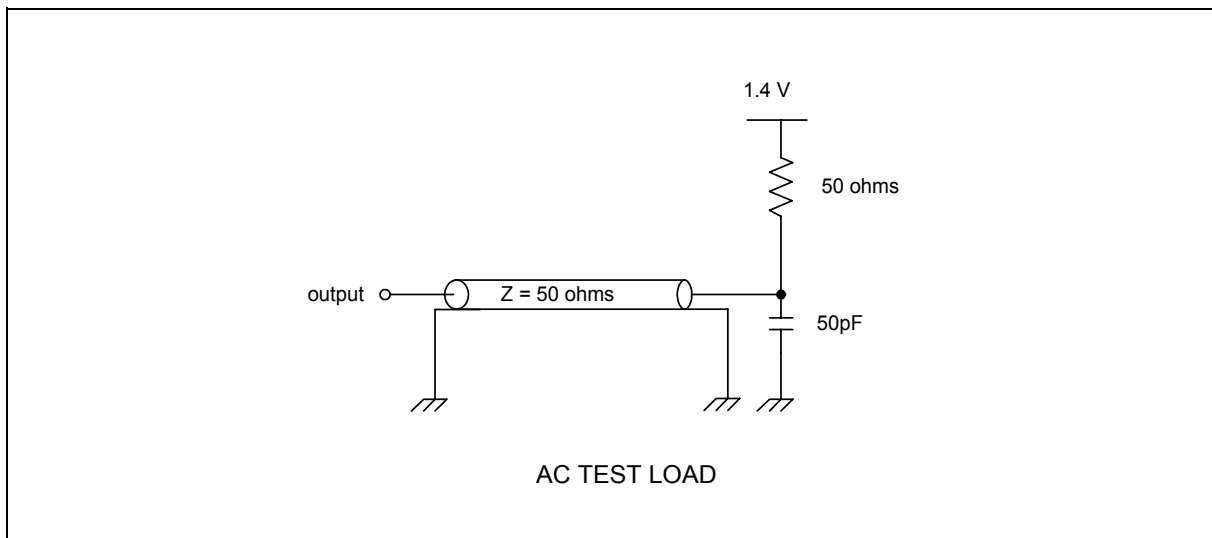 1.4 V
50 ohms
output
Z = 50 ohms
50pF
AC TEST LOAD